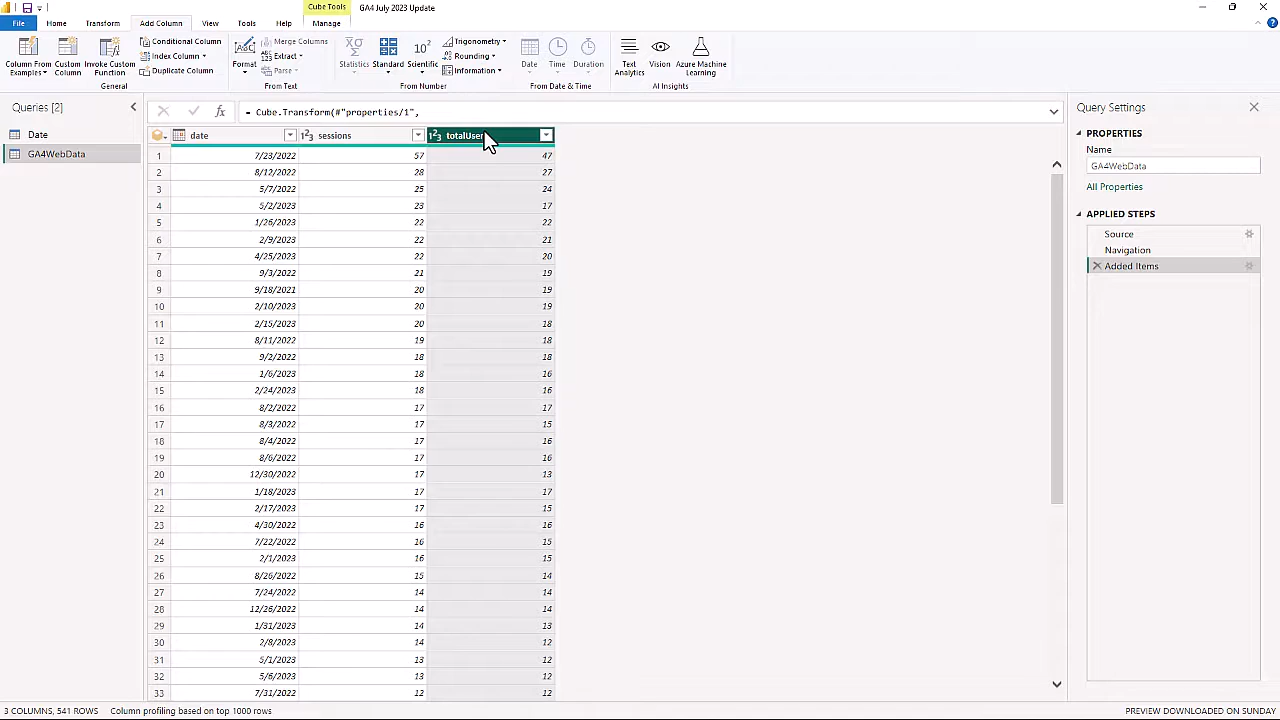 Cube Tools
GA4 July 2023 Update
File Home Transform Add Column View Tools Help Manage
Column From Examples
Custom Column
Invoke Custom Function
Conditional Column
Index Column
Duplicate Column
General
Format
Merge Columns
Extract
Parse
From Text
Statistics
Standard
Scientific
Trigonometry
Rounding
Information
From Number
Date
Time
Duration
From Date & Time
Text Analytics
Vision
Azure Machine Learning
AI Insights
Queries [2]
Date
GA4WebData
= Cube.Transform(#"properties/1",
date sessions
1 7/23/2022 57 47
2 8/12/2022 28 27
3 5/7/2022 25 24
4 5/2/2023 23 17
5 1/26/2023 22 22
6 2/9/2023 22 21
7 4/25/2023 22 20
8 9/3/2022 21 19
9 9/18/2021 20 19
10 2/10/2023 20 19
11 2/15/2023 20 18
12 8/11/2022 19 18
13 9/2/2022 18 18
14 1/6/2023 18 16
15 2/24/2023 18 16
16 8/2/2022 17 17
17 8/3/2022 17 15
18 8/4/2022 17 16
19 8/6/2022 17 16
20 12/30/2022 17 13
21 1/18/2023 17 17
22 2/17/2023 17 15
23 4/30/2022 16 16
24 7/22/2022 16 15
25 2/1/2023 16 15
26 8/26/2022 15 14
27 7/24/2022 14 14
28 12/26/2022 14 14
29 1/31/2023 14 13
30 2/8/2023 14 12
31 5/1/2023 13 12
32 5/6/2023 13 12
33 7/31/2022 12 12
Query Settings
PROPERTIES
Name
GA4WebData
All Properties
APPLIED STEPS
Source
Navigation
Added Items
3 COLUMNS, 541 ROWS Column profiling based on top 1000 rows
PREVIEW DOWNLOADED ON SUNDAY